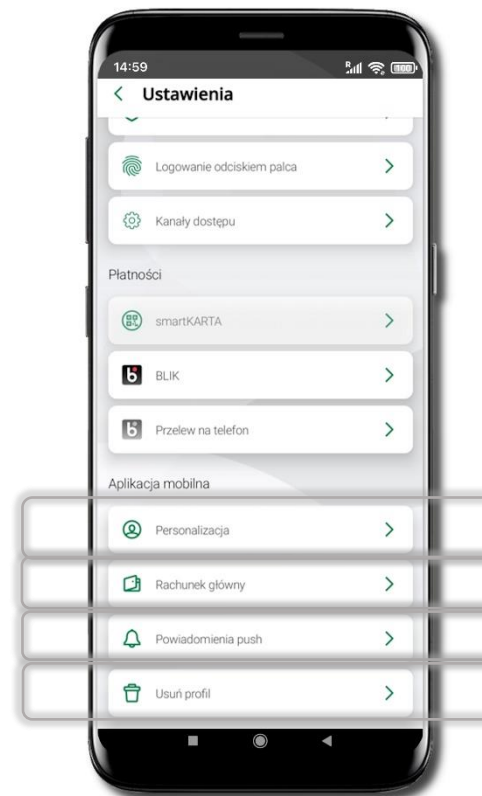 14:59
R
100
Ustawienia
Logowanie odciskiem palca
Kanały dostępu
Płatności
smartKARTA
BLIK
Przelew na telefon
Aplikacja mobilna
Personalizacja
Rachunek główny
Powiadomienia push
Usuń profil